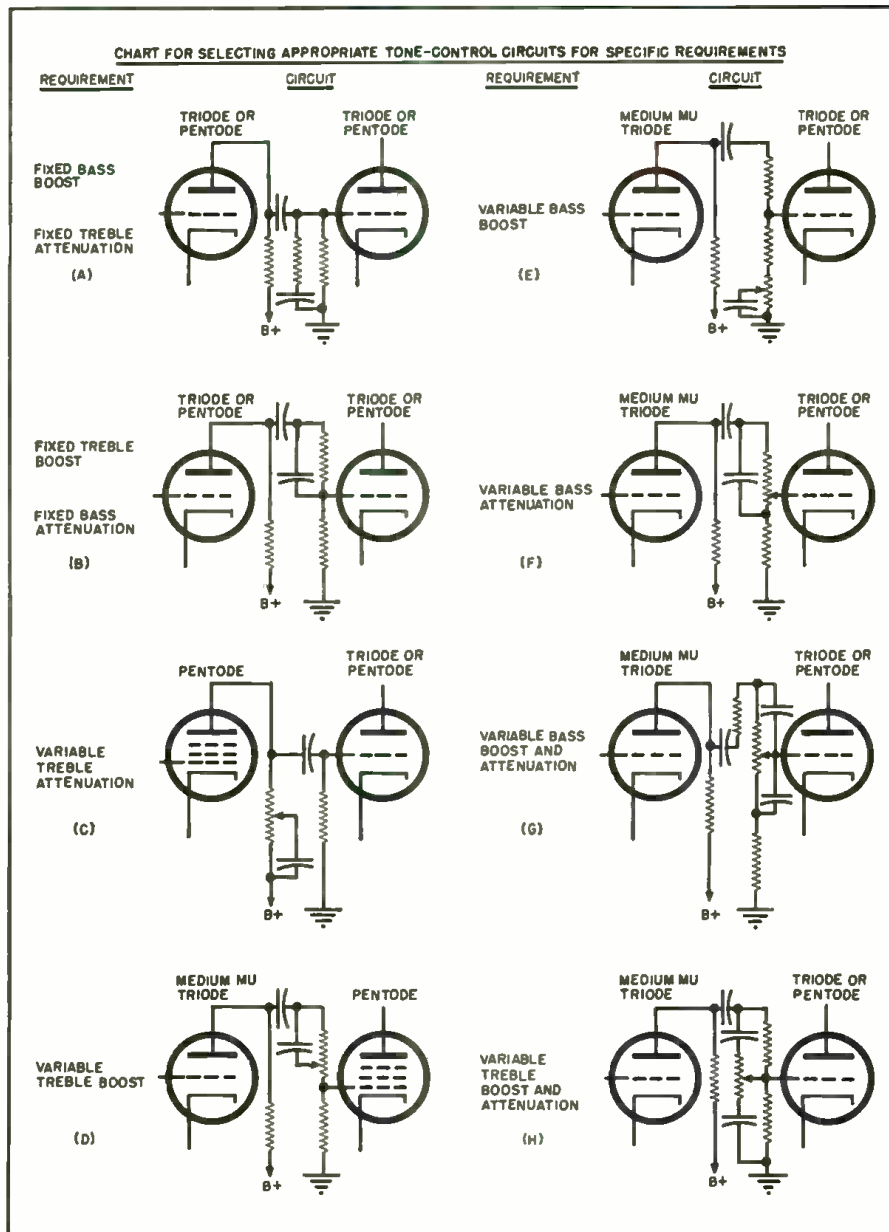 CHART FOR SELECTING APPROPRIATE TONE-CONTROL CIRCUITS FOR SPECIFIC REQUIREMENTS
REQUIREMENT
CIRCUIT
TRIODE OR
PENTODE
TRIODE OR
PENTODE
FIXED BASS
BOOST
FIXED TREBLE
ATTENUATION
(A)
B+
TRIODE OR
PENTODE
TRIODE OR
PENTODE
FIXED TREBLE
BOOST
FIXED BASS
ATTENUATION
(B)
B+
PENTODE
TRIODE OR
PENTODE
VARIABLE
TREBLE
ATTENUATION
(C)
B+
MEDIUM MU
TRIODE
PENTODE
VARIABLE
TREBLE BOOST
(D)
B+
REQUIREMENT
CIRCUIT
MEDIUM MU
TRIODE
TRIODE OR
PENTODE
VARIABLE BASS
BOOST
(E)
B+
MEDIUM MU
TRIODE
TRIODE OR
PENTODE
VARIABLE BASS
ATTENUATION
(F)
B+
MEDIUM MU
TRIODE
TRIODE OR
PENTODE
VARIABLE BASS
BOOST AND
ATTENUATION
(G)
B+
MEDIUM MU
TRIODE
TRIODE OR
PENTODE
VARIABLE
TREBLE
BOOST AND
ATTENUATION
(H)
B+